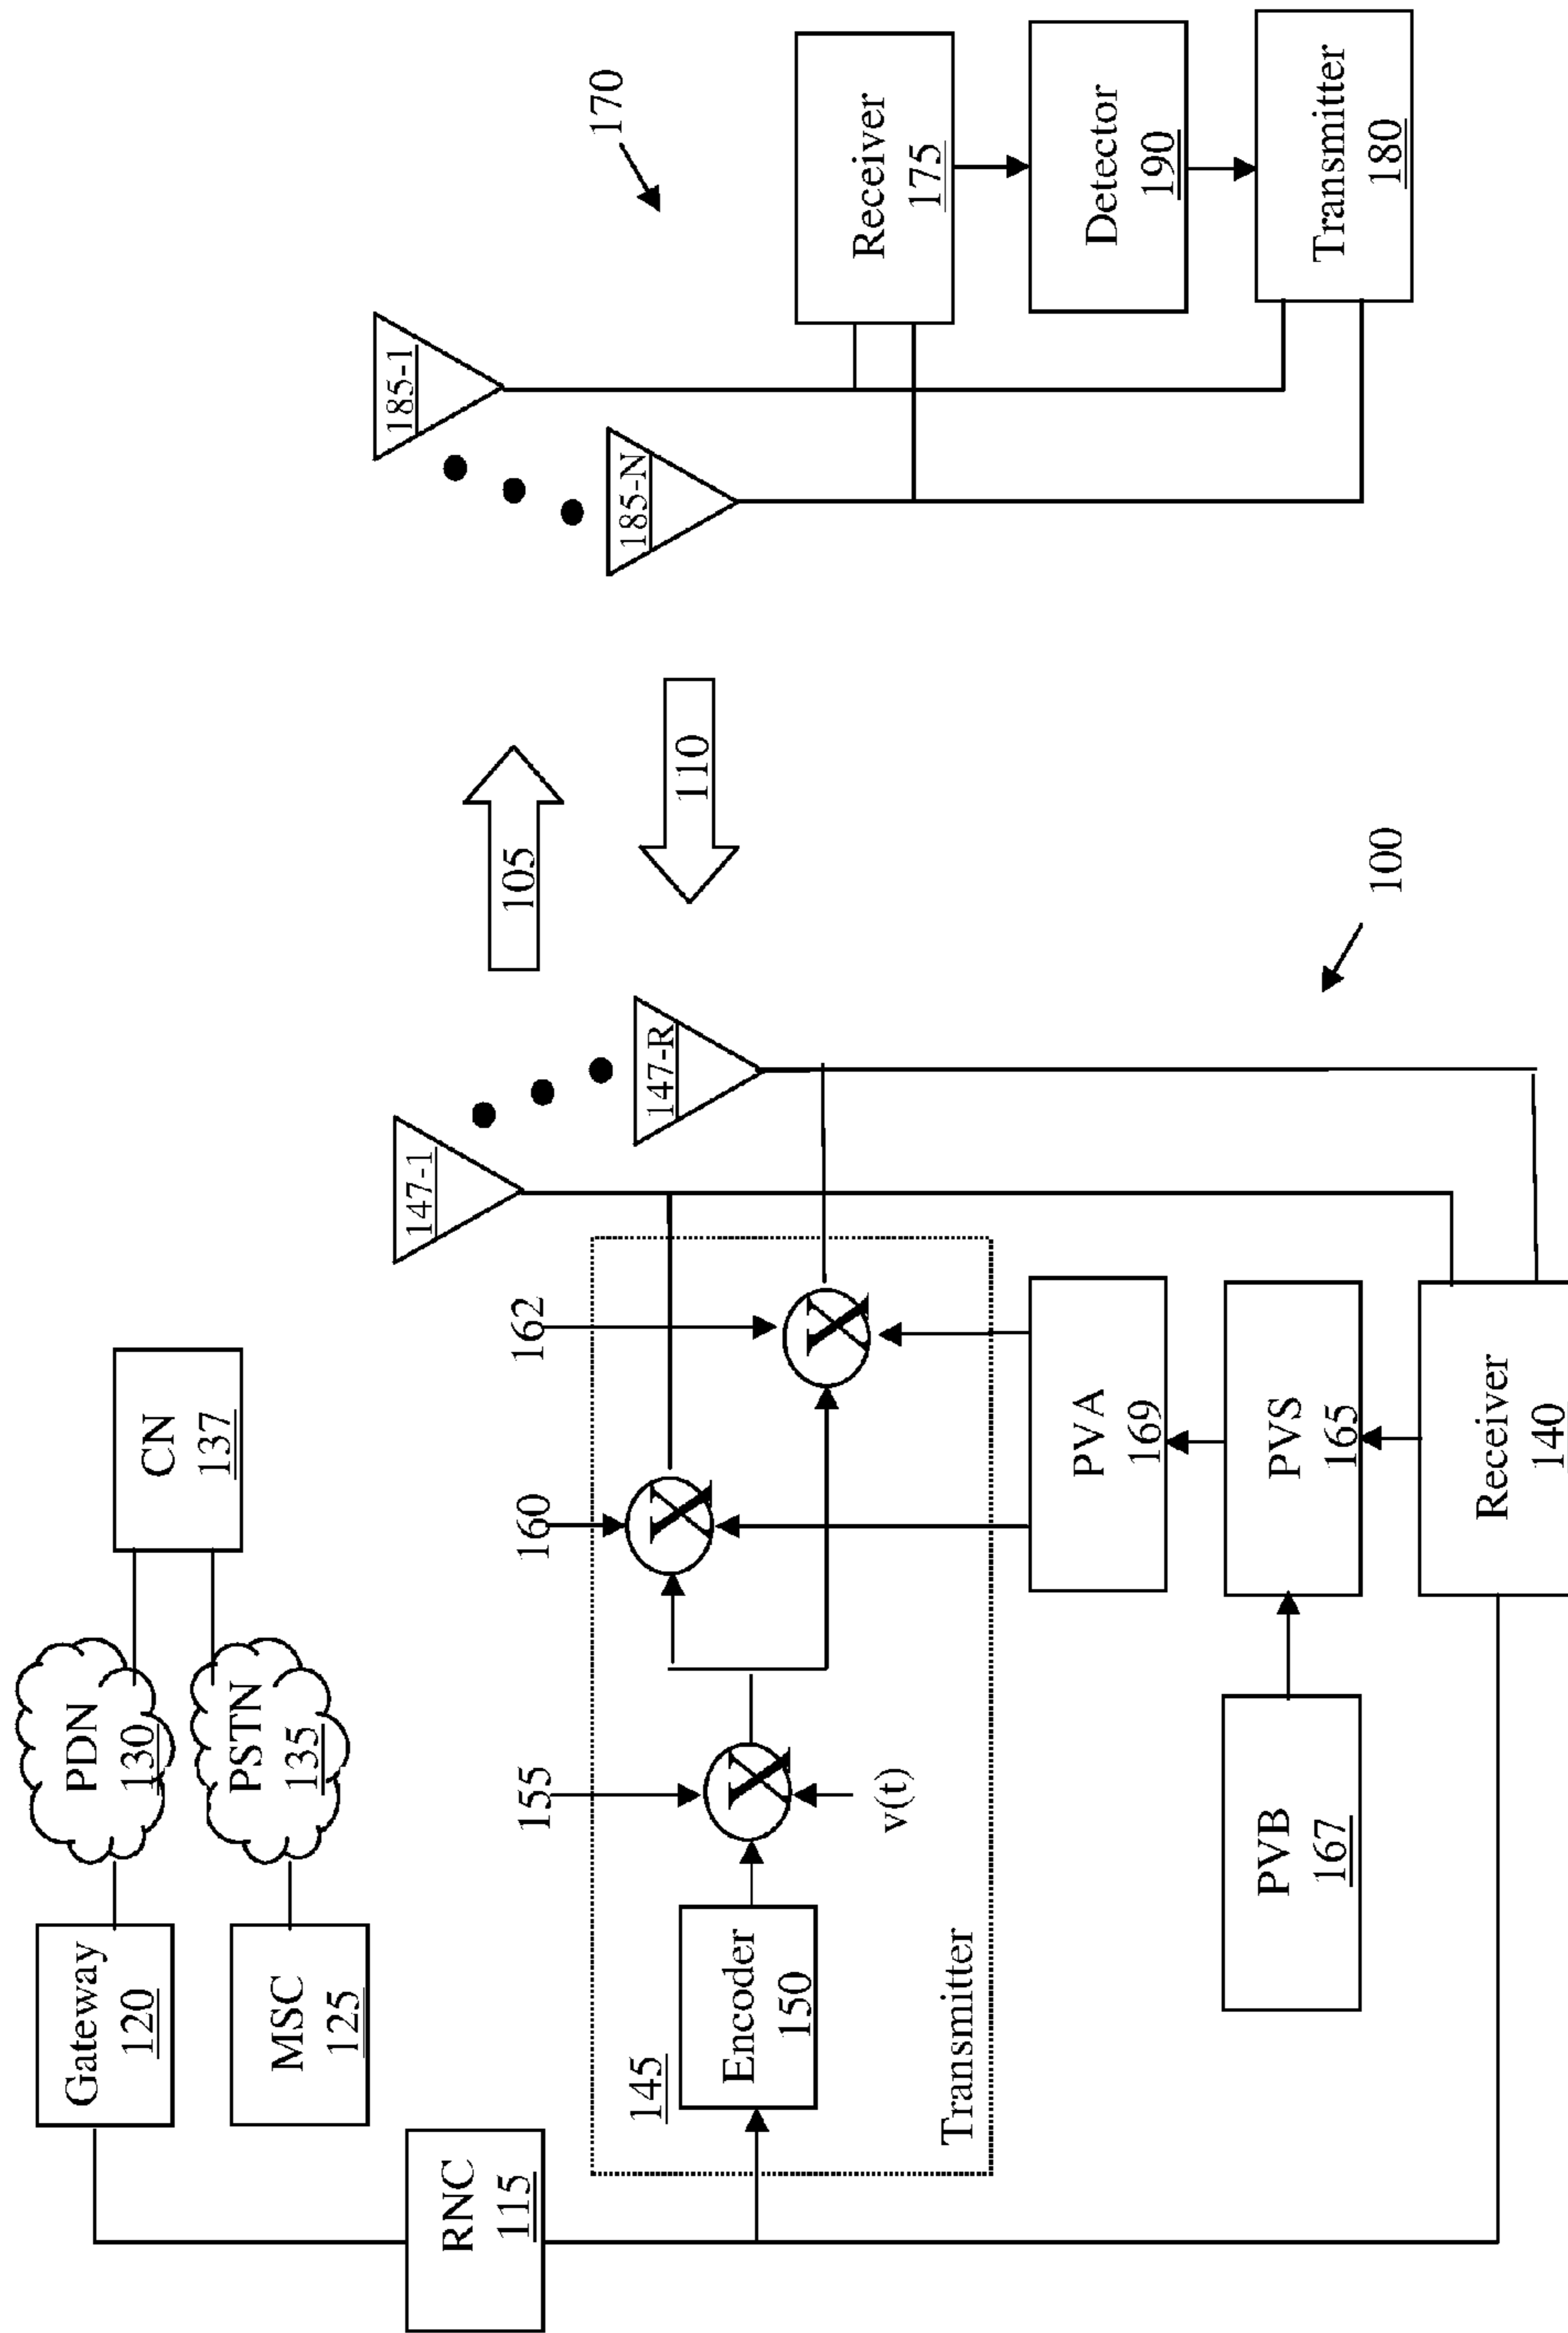 Gateway
120
PDN
130
CN
137
MSC
125
PSTN
135
RNC
115
145
Encoder
150
155
v(t)
160
162
Transmitter
147-1
147-R
PVA
169
PVB
167
PVS
165
Receiver
140
100
105
110
185-1
185-N
170
Receiver
175
Detector
190
Transmitter
180
X
X
X